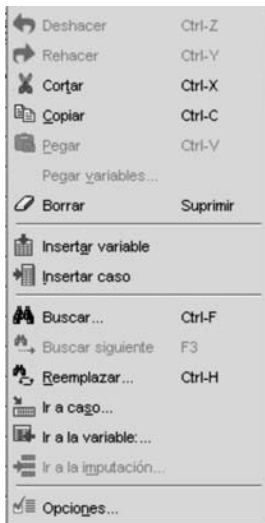 Deshacer Ctrl-Z
Rehacer Ctrl-Y
Cortar Ctrl-X
Copiar Ctrl-C
Pegar Ctrl-V
Pegar variables...
Borrar Suprimir
Insertar variable
Insertar caso
Buscar... Ctrl-F
Buscar siguiente F3
Reemplazar... Ctrl-H
Ir a caso...
Ir a la variable:...
Ir a la imputación...
Opciones...